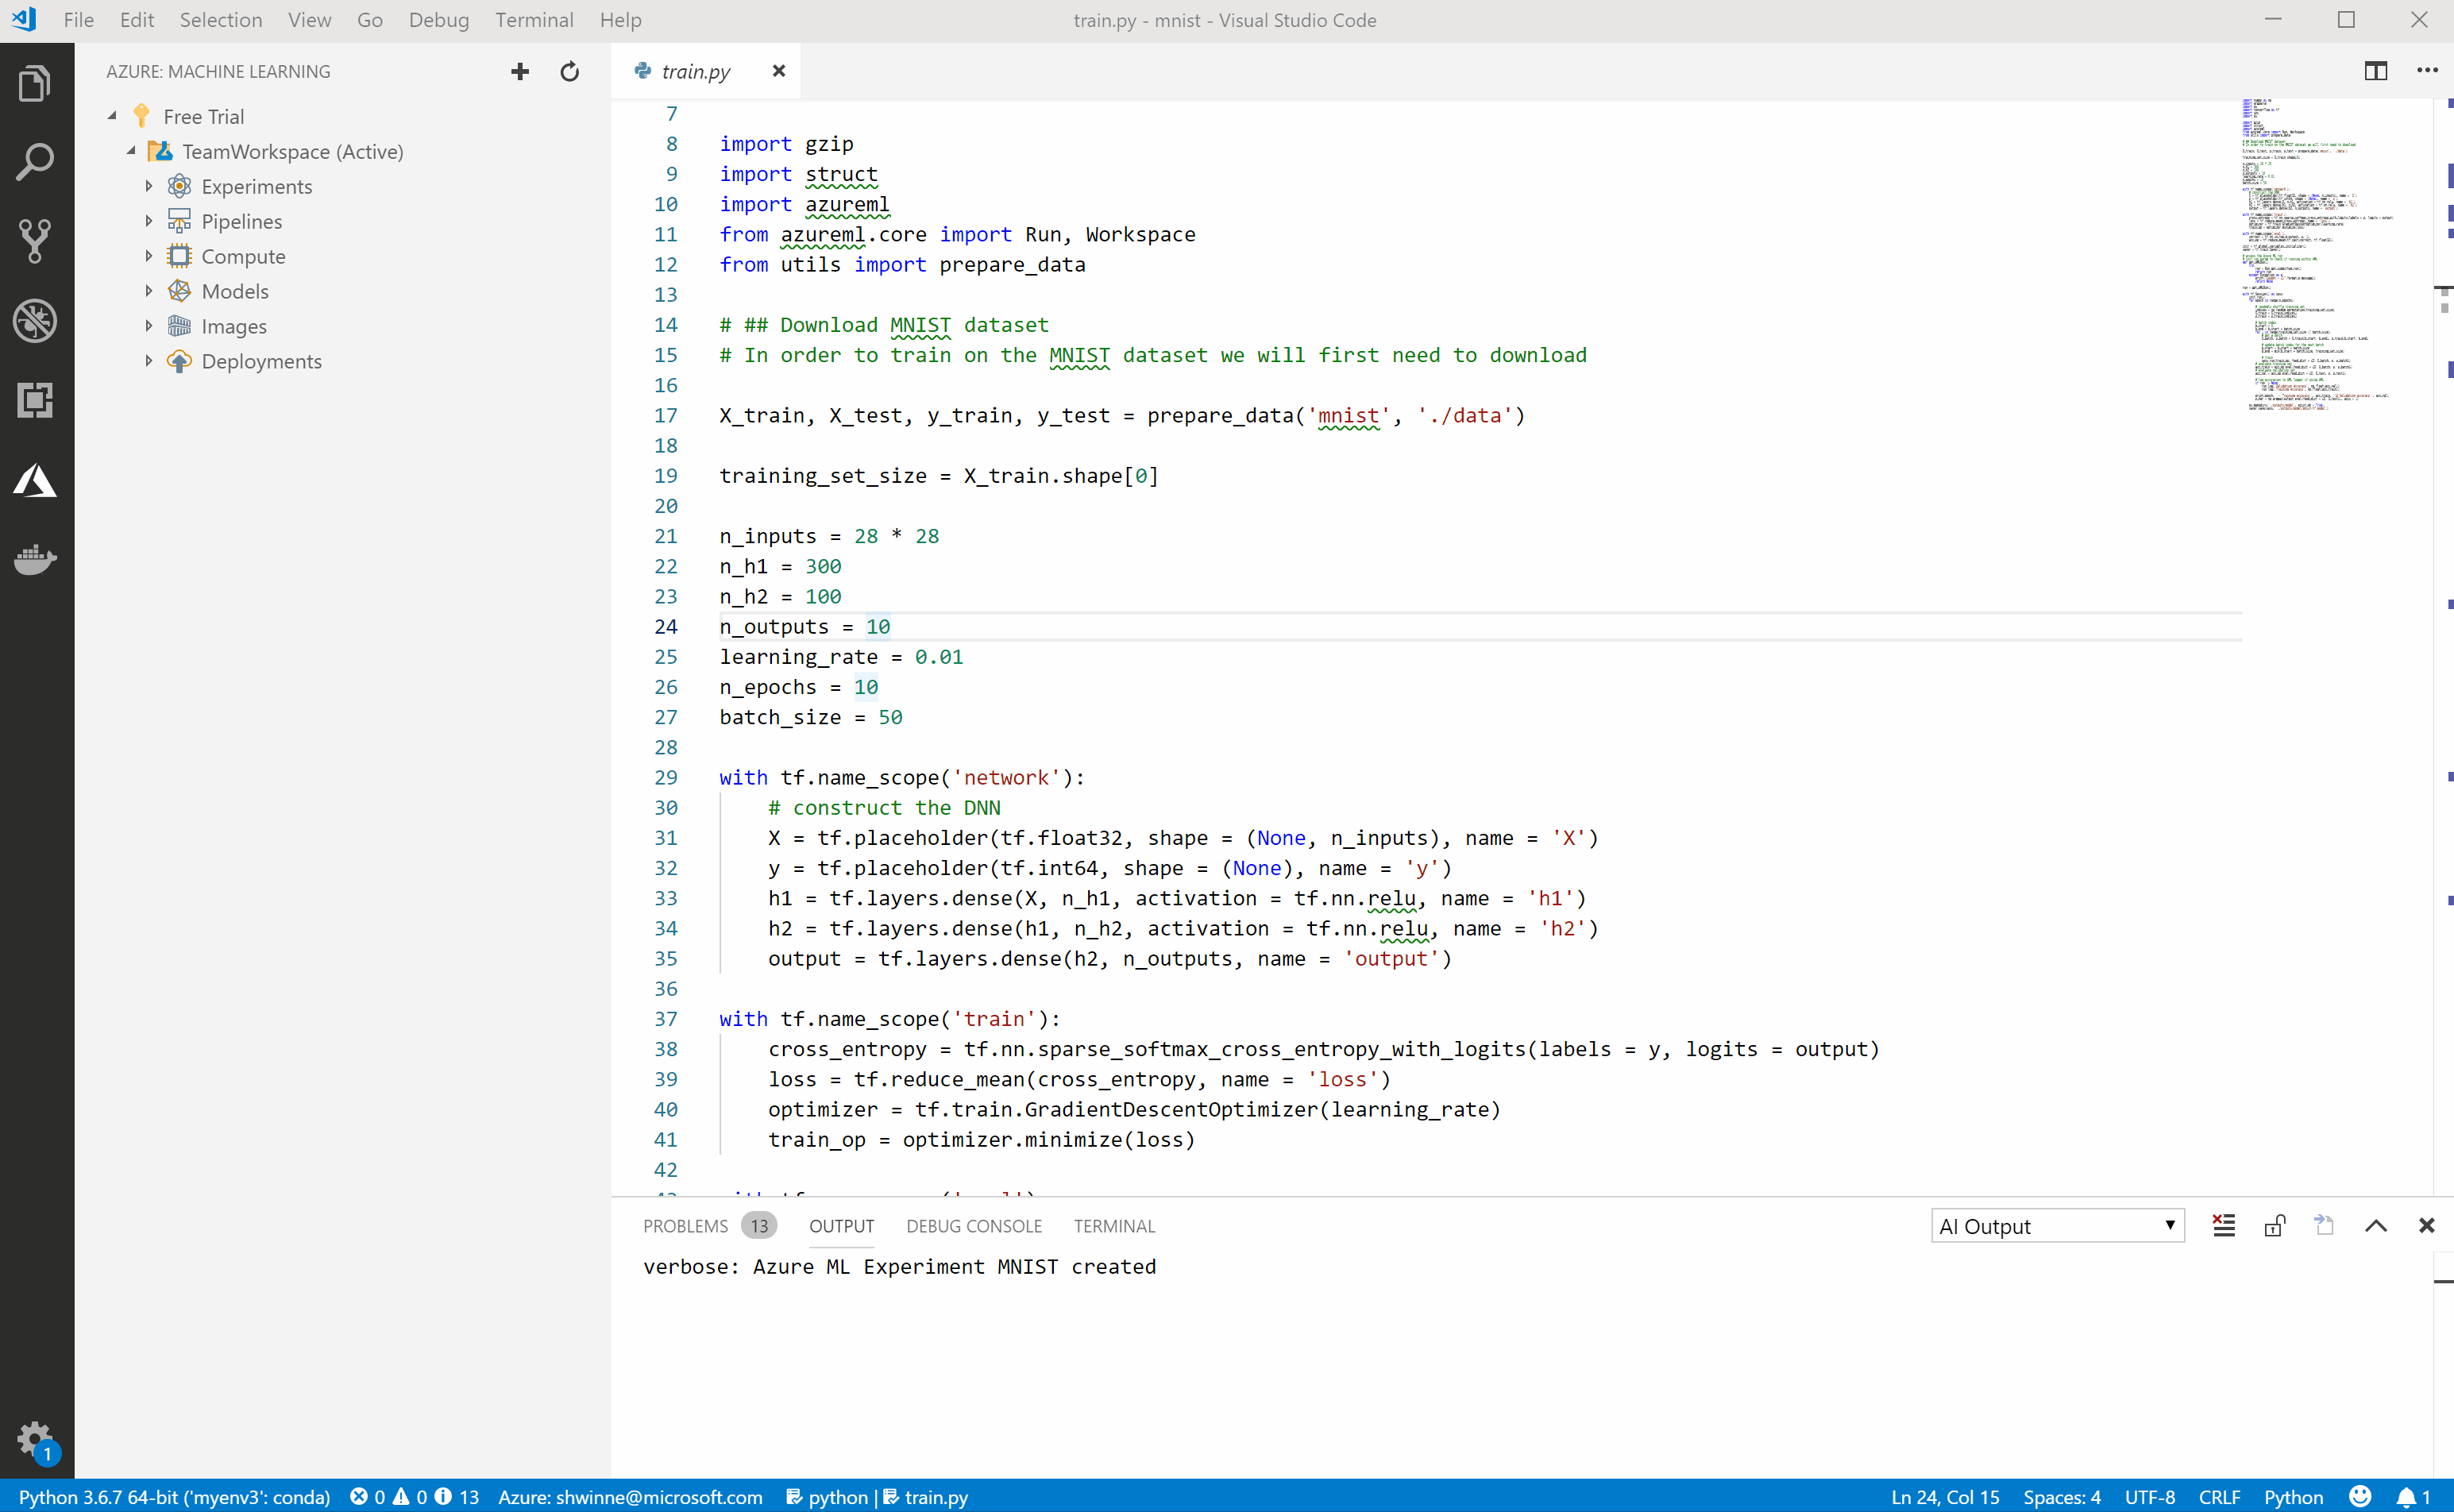 File Edit Selection View Go Debug Terminal Help
train.py - mnist - Visual Studio Code
AZURE: MACHINE LEARNING
Free Trial
TeamWorkspace (Active)
Experiments
Pipelines
Compute
Models
Images
Deployments
1
train.py
7
8 import gzip
9 import struct
10 import azureml
11 from azureml.core import Run, Workspace
12 from utils import prepare_data
13
14 # ## Download MNIST dataset
15 # In order to train on the MNIST dataset we will first need to download
16
17 X_train, X_test, y_train, y_test = prepare_data('mnist', './data')
18
19 training_set_size = X_train.shape[0]
20
21 n_inputs = 28 * 28
22 n_h1 = 300
23 n_h2 = 100
24 n_outputs = 10
25 learning_rate = 0.01
26 n_epochs = 10
27 batch_size = 50
28
29 with tf.name_scope('network'):
30 # construct the DNN
31 X = tf.placeholder(tf.float32, shape = (None, n_inputs), name = 'X')
32 y = tf.placeholder(tf.int64, shape = (None), name = 'y')
33 h1 = tf.layers.dense(X, n_h1, activation = tf.nn.relu, name = 'h1')
34 h2 = tf.layers.dense(h1, n_h2, activation = tf.nn.relu, name = 'h2')
35 output = tf.layers.dense(h2, n_outputs, name = 'output')
36
37 with tf.name_scope('train'):
38 cross_entropy = tf.nn.sparse_softmax_cross_entropy_with_logits(labels = y, logits = output)
39 loss = tf.reduce_mean(cross_entropy, name = 'loss')
40 optimizer = tf.train.GradientDescentOptimizer(learning_rate)
41 train_op = optimizer.minimize(loss)
42
PROBLEMS 13 OUTPUT DEBUG CONSOLE TERMINAL
AI Output
verbose: Azure ML Experiment MNIST created
Python 3.6.7 64-bit ('myenv3': conda) 0 0 13 Azure: shwinne@microsoft.com python | train.py Ln 24, Col 15 Spaces: 4 UTF-8 CRLF Python 1